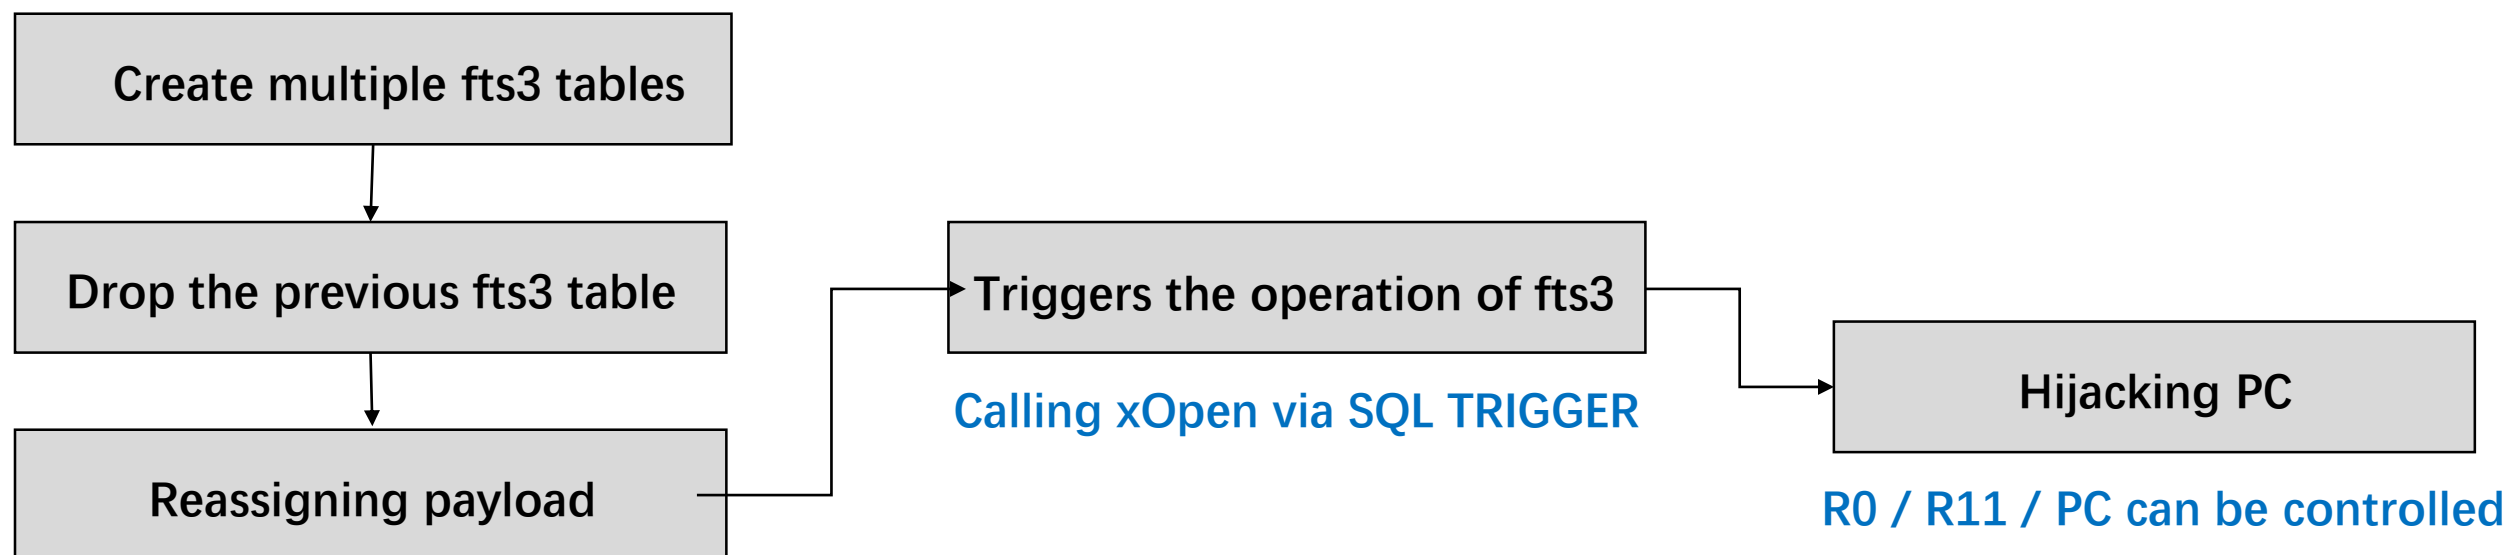 Create multiple fts3 tables
Drop the previous fts3 table
Reassigning payload
Triggers the operation of fts3
Calling xOpen via SQL TRIGGER
Hijacking PC
R0 / R11 / PC can be controlled